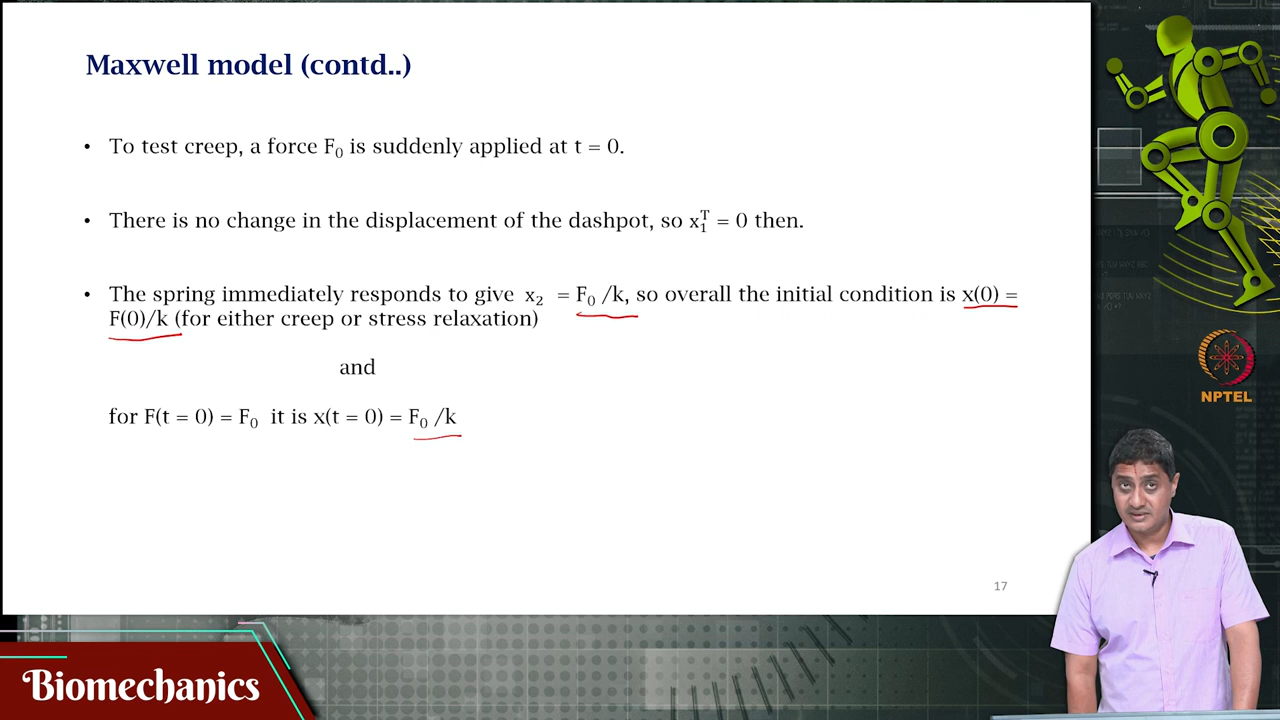 Maxwell model (contd..)
• To test creep, a force F₀ is suddenly applied at t = 0.
• There is no change in the displacement of the dashpot, so x₁ᵀ = 0 then.
• The spring immediately responds to give x₂ = F₀ /k, so overall the initial condition is x(0) =
F(0)/k (for either creep or stress relaxation)
and
for F(t = 0) = F₀ it is x(t = 0) = F₀ /k
17
NPTEL
Biomechanics